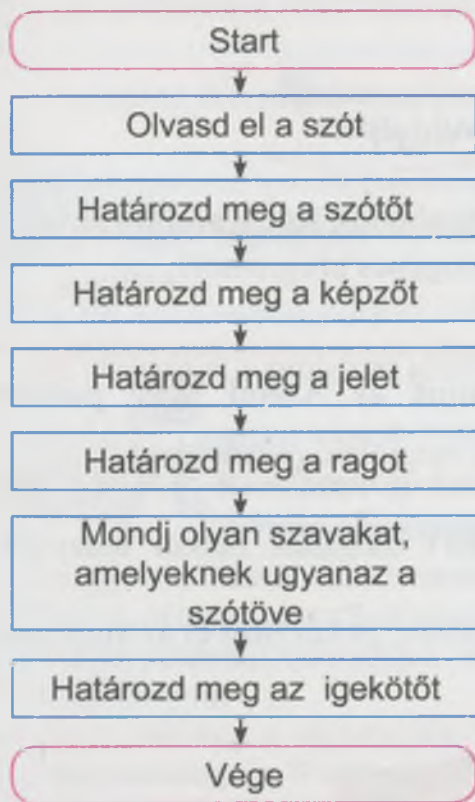 Start
Olvasd el a szót
Határozd meg a szótőt
Határozd meg a képzőt
Határozd meg a jelet
Határozd meg a ragot
Mondj olyan szavakat,
amelyeknek ugyanaz a
szótöve
Határozd meg az igekötőt
Vége